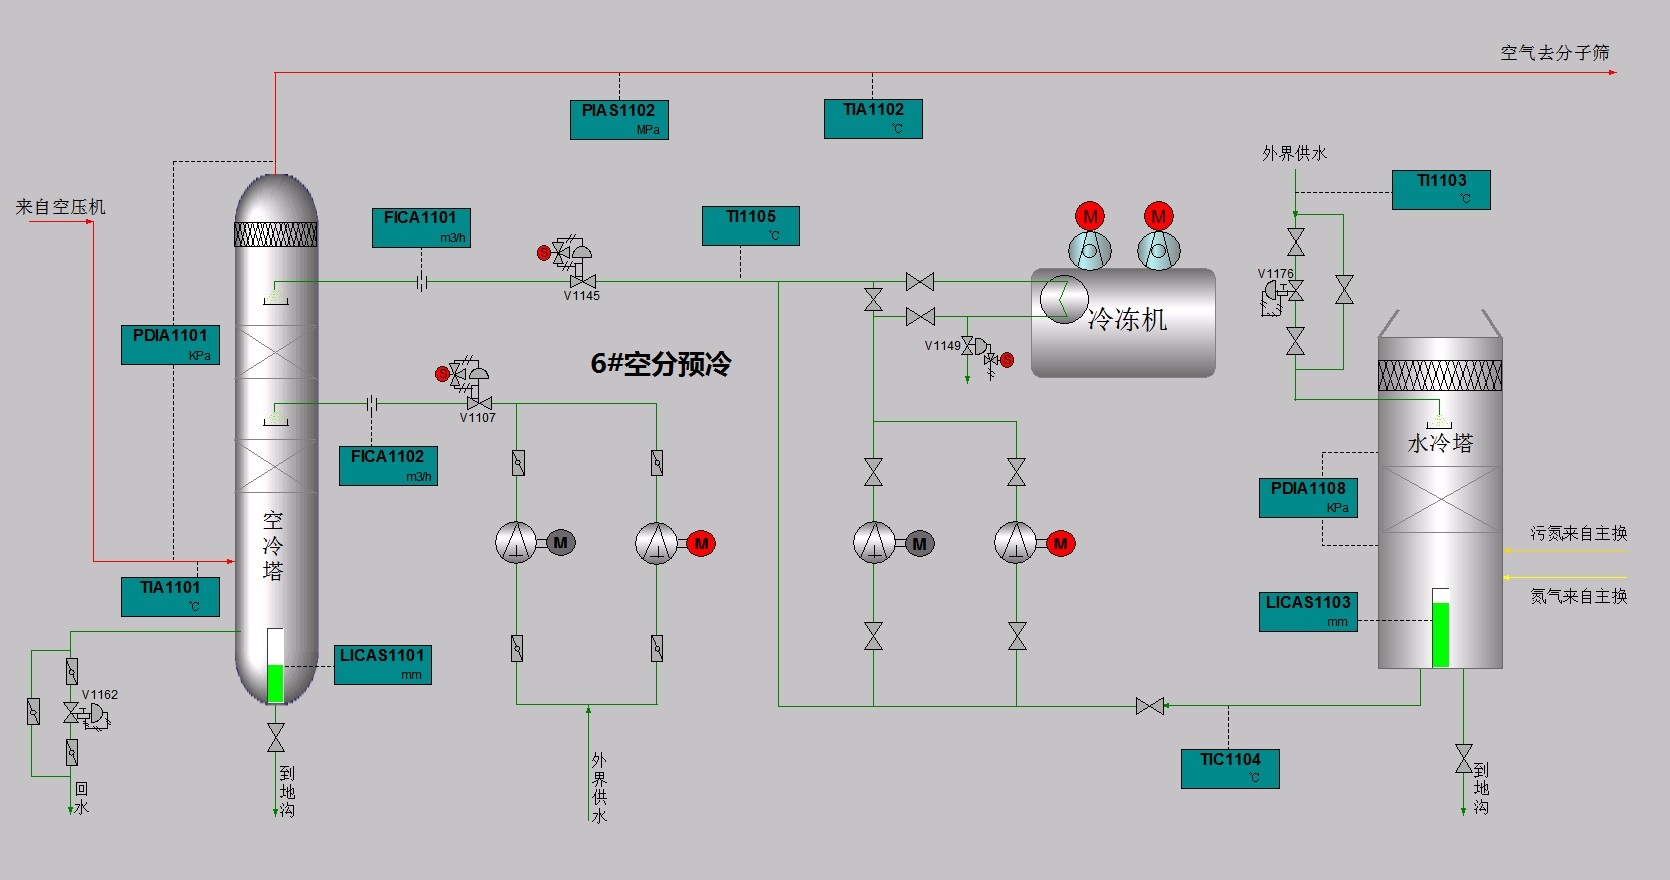 空气去分子筛
PIAS1102
MPa
TIA1102
℃
外界供水
TI1103
℃
来自空压机
FICA1101
m3/h
TI1105
℃
M
M
S
V1145
V1176
冷冻机
PDIA1101
KPa
V1149
S
6#空分预冷
S
V1107
FICA1102
m3/h
水冷塔
PDIA1108
KPa
空冷塔
M
M
M
M
污氮来自主换
氮气来自主换
TIA1101
℃
LICAS1103
mm
LICAS1101
mm
V1162
TIC1104
℃
回水
到地沟
外界供水
到地沟